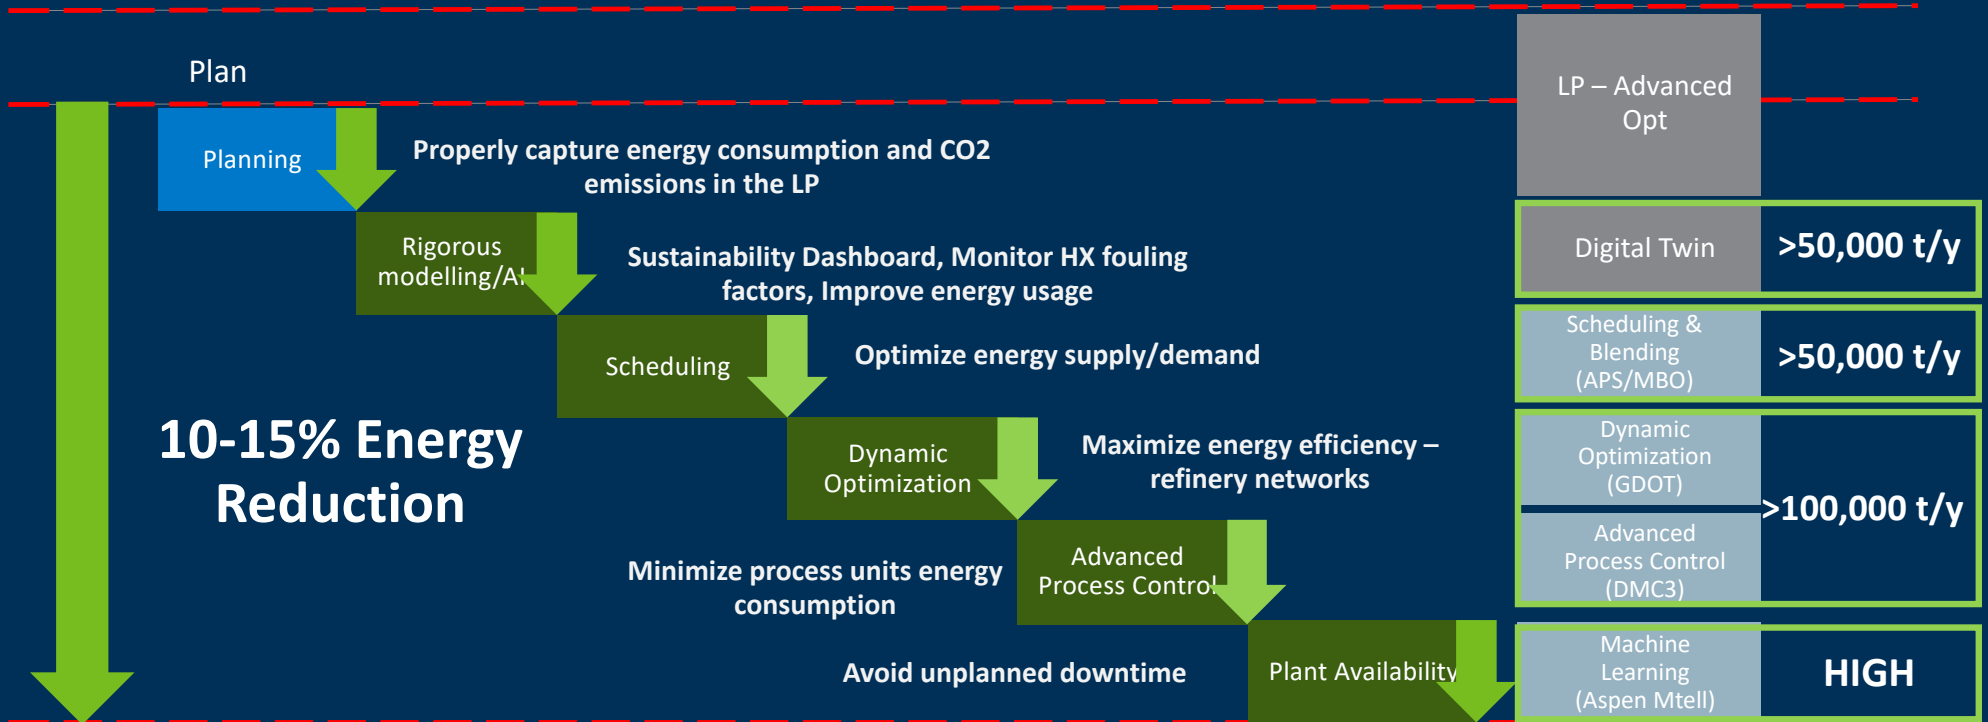 Plan
LP – Advanced
Opt
Planning
Properly capture energy consumption and CO2
emissions in the LP
Rigorous
modelling/AI
Sustainability Dashboard, Monitor HX fouling
factors, Improve energy usage
Digital Twin
>50,000 t/y
Scheduling
Optimize energy supply/demand
Scheduling &
Blending
(APS/MBO)
>50,000 t/y
10-15% Energy
Reduction
Dynamic
Optimization
Maximize energy efficiency –
refinery networks
Dynamic
Optimization
(GDOT)
>100,000 t/y
Minimize process units energy
consumption
Advanced
Process Control
Advanced
Process Control
(DMC3)
Avoid unplanned downtime
Plant Availability
Machine
Learning
(Aspen Mtell)
HIGH